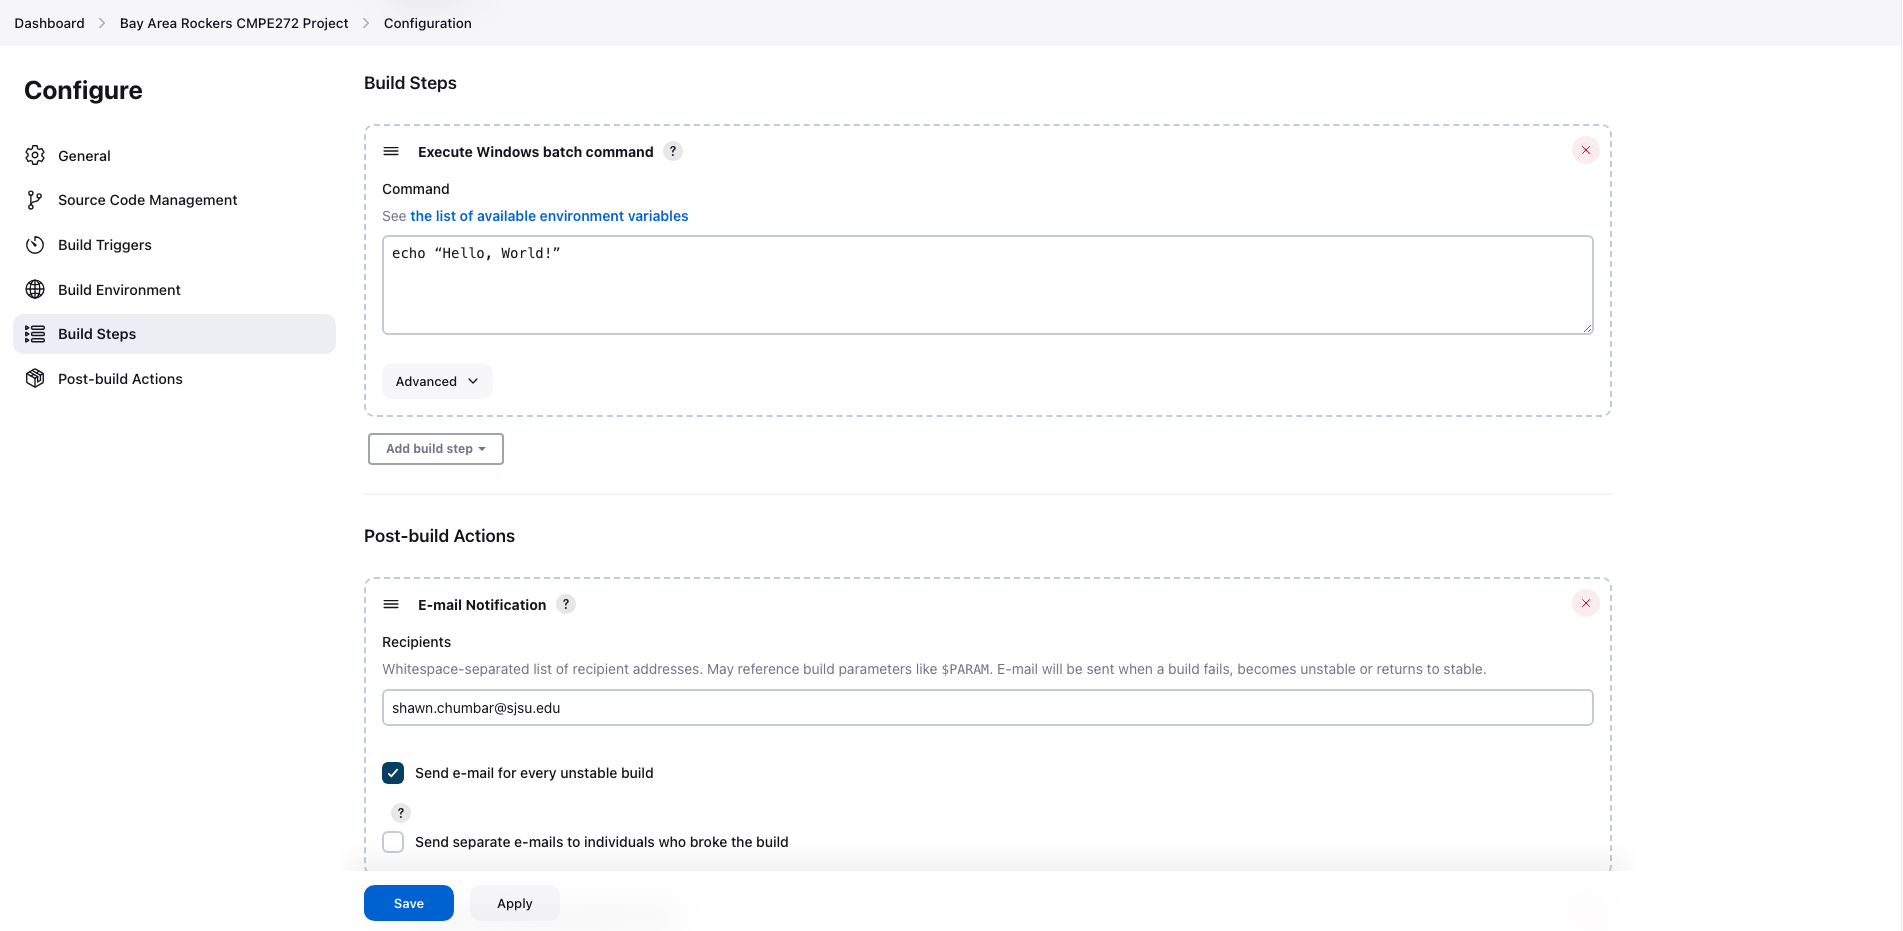 Dashboard
Bay Area Rockers CMPE272 Project
Configuration
Configure
General
Source Code Management
Build Triggers
Build Environment
Build Steps
Post-build Actions
Build Steps
Execute Windows batch command ?
Command
See the list of available environment variables
echo “Hello, World!”
Advanced
Add build step
Post-build Actions
E-mail Notification ?
Recipients
Whitespace-separated list of recipient addresses. May reference build parameters like $PARAM. E-mail will be sent when a build fails, becomes unstable or returns to stable.
shawn.chumbar@sjsu.edu
Send e-mail for every unstable build
?
Send separate e-mails to individuals who broke the build
Save
Apply